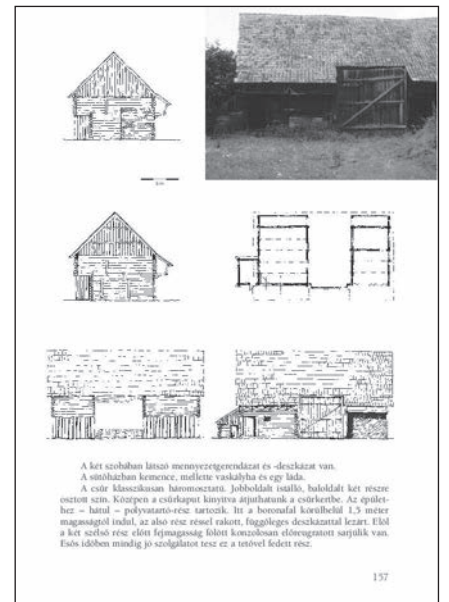 A két szobában látszó mennyezetgerendázat és -deszkázat van.
A sütőházban kemence, mellette vaskályha és egy láda.
A csűr klasszikusan háromosztatú. Jobboldalt istálló, baloldalt két részre
osztott szín. Középen a csűrkaput kinyitva átjuthatunk a csűrkertbe. Az épület-
hez – hátul – polyvatartó-rész tartozik. Itt a boronafal körülbelül 1,5 méter
magasságtól indul, az alsó rész réssel rakott, függőleges deszkázattal lezárt. Elöl
a két szélső rész előtt fejmagasság fölött konzolosan előreugratott sarjülik van.
Esős időben mindig jó szolgálatot tesz ez a tetővel fedett rész.
157